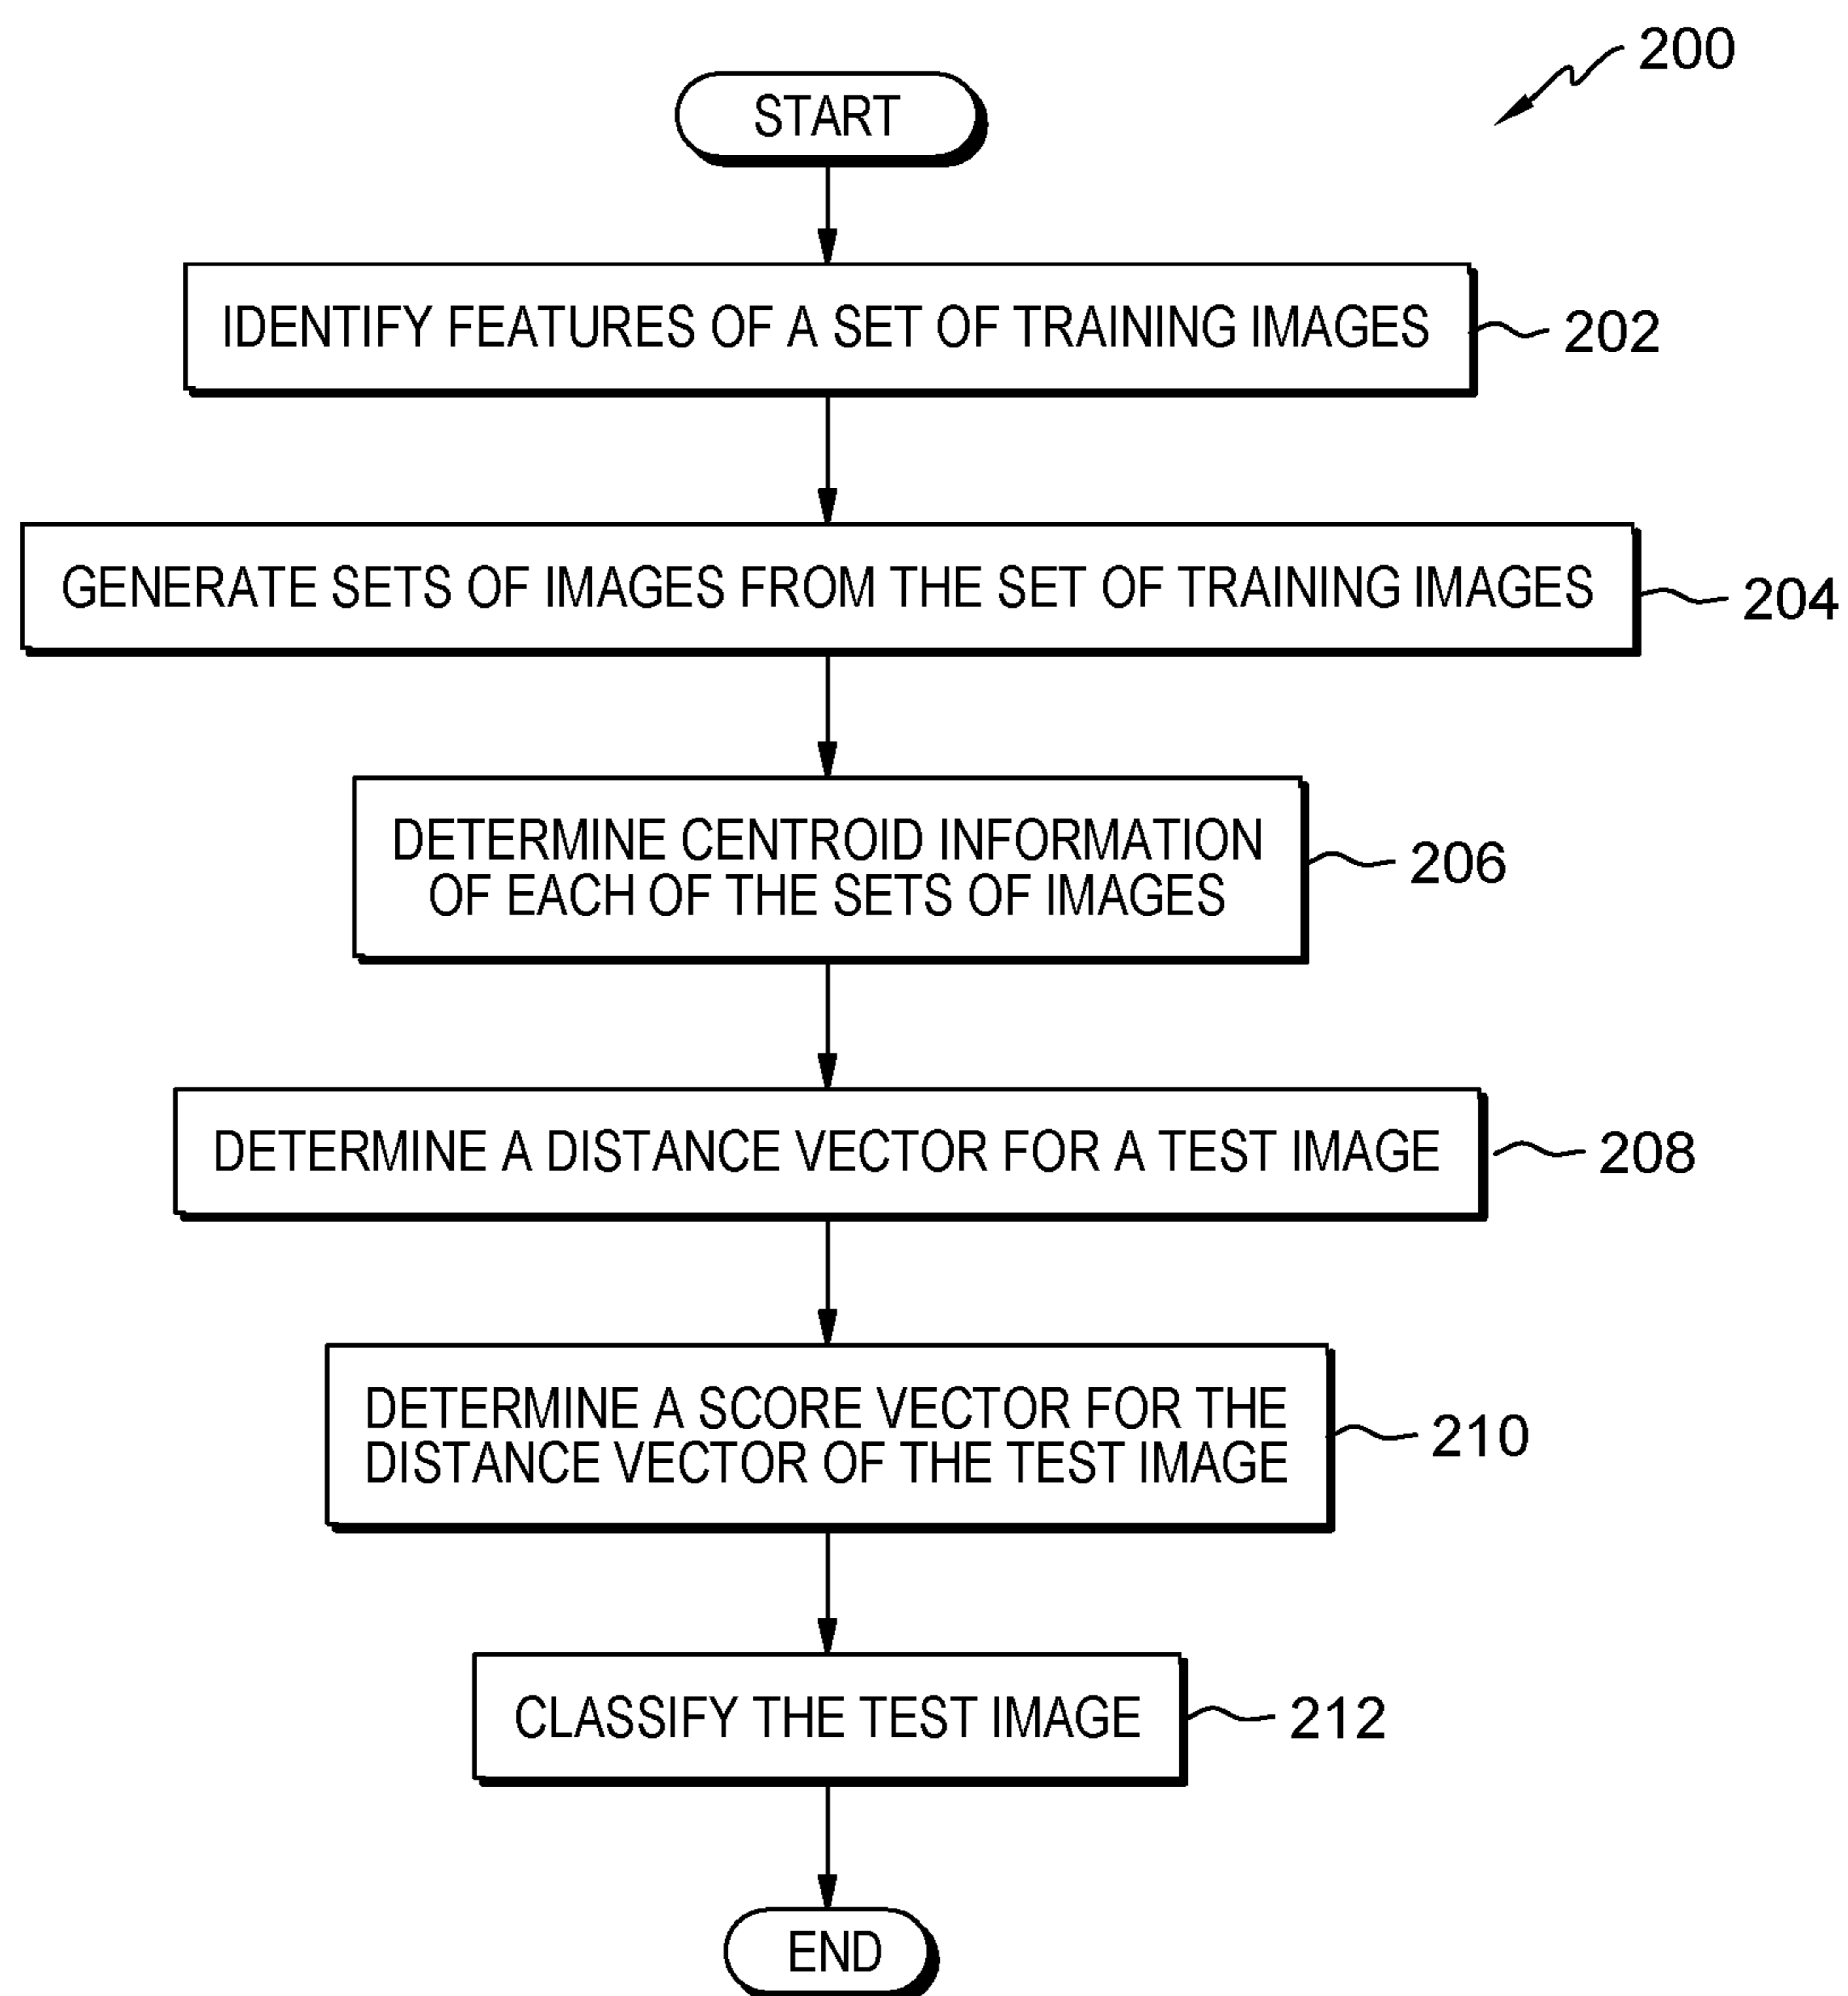 200
START
IDENTIFY FEATURES OF A SET OF TRAINING IMAGES
202
GENERATE SETS OF IMAGES FROM THE SET OF TRAINING IMAGES
204
DETERMINE CENTROID INFORMATION
OF EACH OF THE SETS OF IMAGES
206
DETERMINE A DISTANCE VECTOR FOR A TEST IMAGE
208
DETERMINE A SCORE VECTOR FOR THE
DISTANCE VECTOR OF THE TEST IMAGE
210
CLASSIFY THE TEST IMAGE
212
END